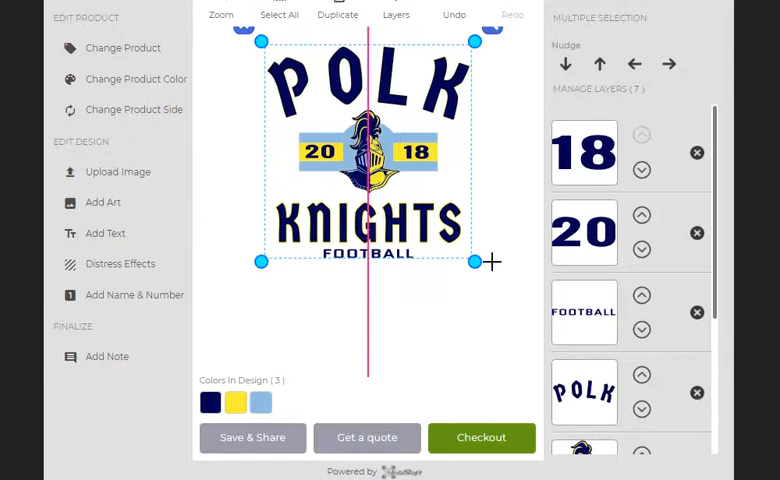 EDIT PRODUCT
Change Product
Change Product Color
Change Product Side
EDIT DESIGN
Upload Image
Add Art
Add Text
Distress Effects
Add Name & Number
FINALIZE
Add Note
Zoom
Select All
Duplicate
Layers
Undo
Redo
POLK
20 18
KNIGHTS
FOOTBALL
Colors In Design ( 3 )
Save & Share
Get a quote
Checkout
Powered by
MULTIPLE SELECTION
Nudge
MANAGE LAYERS ( 7 )
18
20
FOOTBALL
POLK